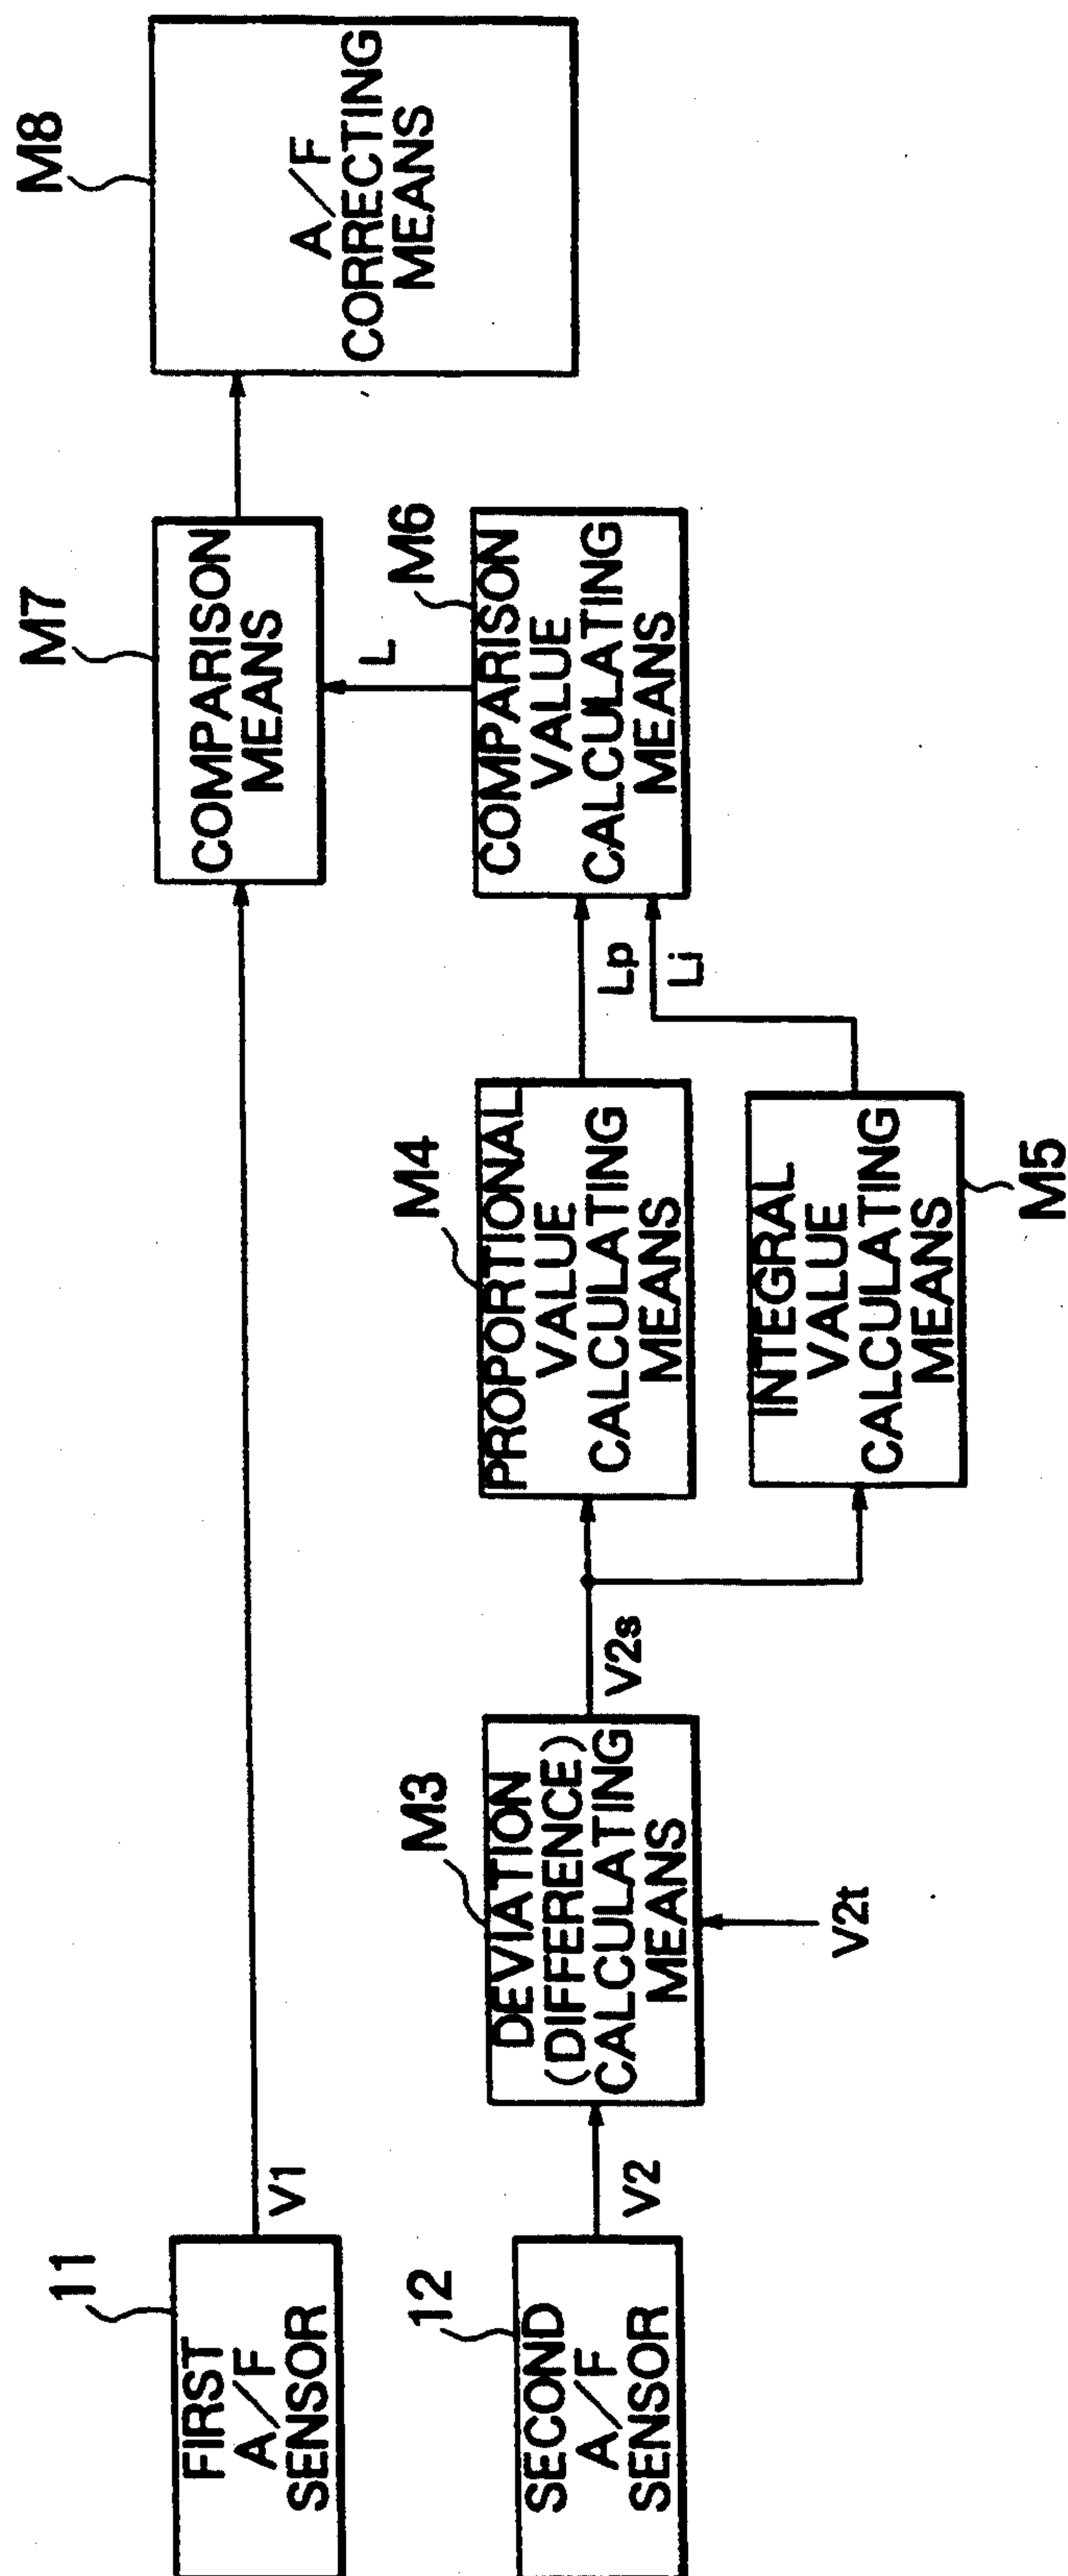 11
FIRST
A/F
SENSOR
V1
12
SECOND
A/F
SENSOR
V2
M3
DEVIATION
(DIFFERENCE)
CALCULATING
MEANS
V2t
V2s
M4
PROPORTIONAL
VALUE
CALCULATING
MEANS
Lp
INTEGRAL
VALUE
CALCULATING
MEANS
M5
Li
M6
COMPARISON
VALUE
CALCULATING
MEANS
L
M7
COMPARISON
MEANS
M8
A/F
CORRECTING
MEANS